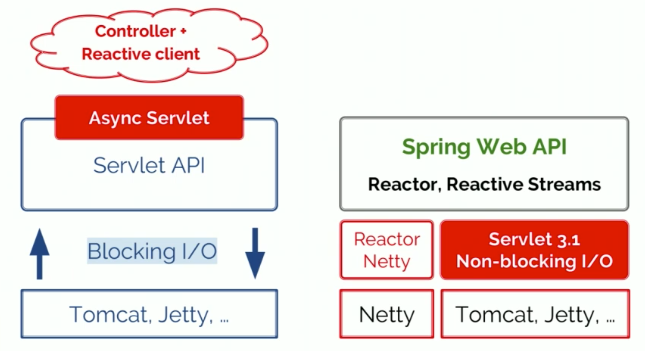 Controller +
Reactive client
Async Servlet
Servlet API
Blocking I/O
Tomcat, Jetty, ...
Spring Web API
Reactor, Reactive Streams
Reactor
Netty
Servlet 3.1
Non-blocking I/O
Netty
Tomcat, Jetty, ...